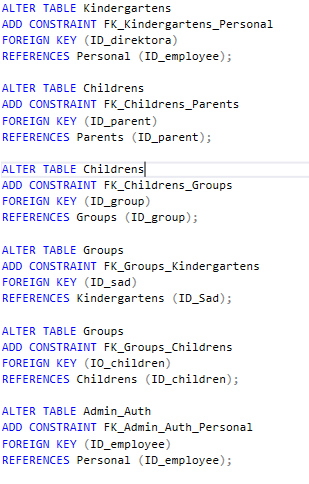 ALTER TABLE Kindergartens
ADD CONSTRAINT FK_Kindergartens_Personal
FOREIGN KEY (ID_direktora)
REFERENCES Personal (ID_employee);
ALTER TABLE Childrens
ADD CONSTRAINT FK_Childrens_Parents
FOREIGN KEY (ID_parent)
REFERENCES Parents (ID_parent);
ALTER TABLE Childrens
ADD CONSTRAINT FK_Childrens_Groups
FOREIGN KEY (ID_group)
REFERENCES Groups (ID_group);
ALTER TABLE Groups
ADD CONSTRAINT FK_Groups_Kindergartens
FOREIGN KEY (ID_sad)
REFERENCES Kindergartens (ID_Sad);
ALTER TABLE Groups
ADD CONSTRAINT FK_Groups_Childrens
FOREIGN KEY (IO_children)
REFERENCES Childrens (ID_children);
ALTER TABLE Admin_Auth
ADD CONSTRAINT FK_Admin_Auth_Personal
FOREIGN KEY (ID_employee)
REFERENCES Personal (ID_employee);